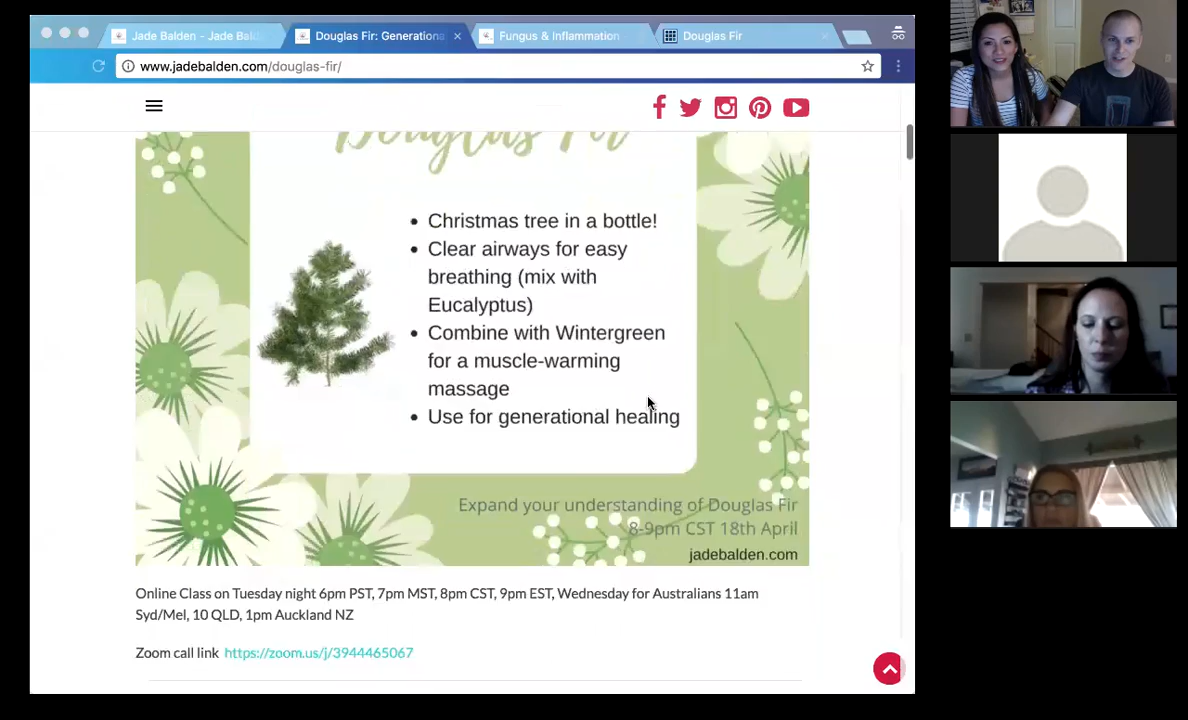 Jade Balden - Jade Bald
Douglas Fir: Generationa
Fungus & Inflammation
Douglas Fir
www.jadebalden.com/douglas-fir/
Douglas Fir
• Christmas tree in a bottle!
• Clear airways for easy
breathing (mix with
Eucalyptus)
• Combine with Wintergreen
for a muscle-warming
massage
• Use for generational healing
Expand your understanding of Douglas Fir
8-9pm CST 18th April
jadebalden.com
Online Class on Tuesday night 6pm PST, 7pm MST, 8pm CST, 9pm EST, Wednesday for Australians 11am
Syd/Mel, 10 QLD, 1pm Auckland NZ
Zoom call link https://zoom.us/j/3944465067